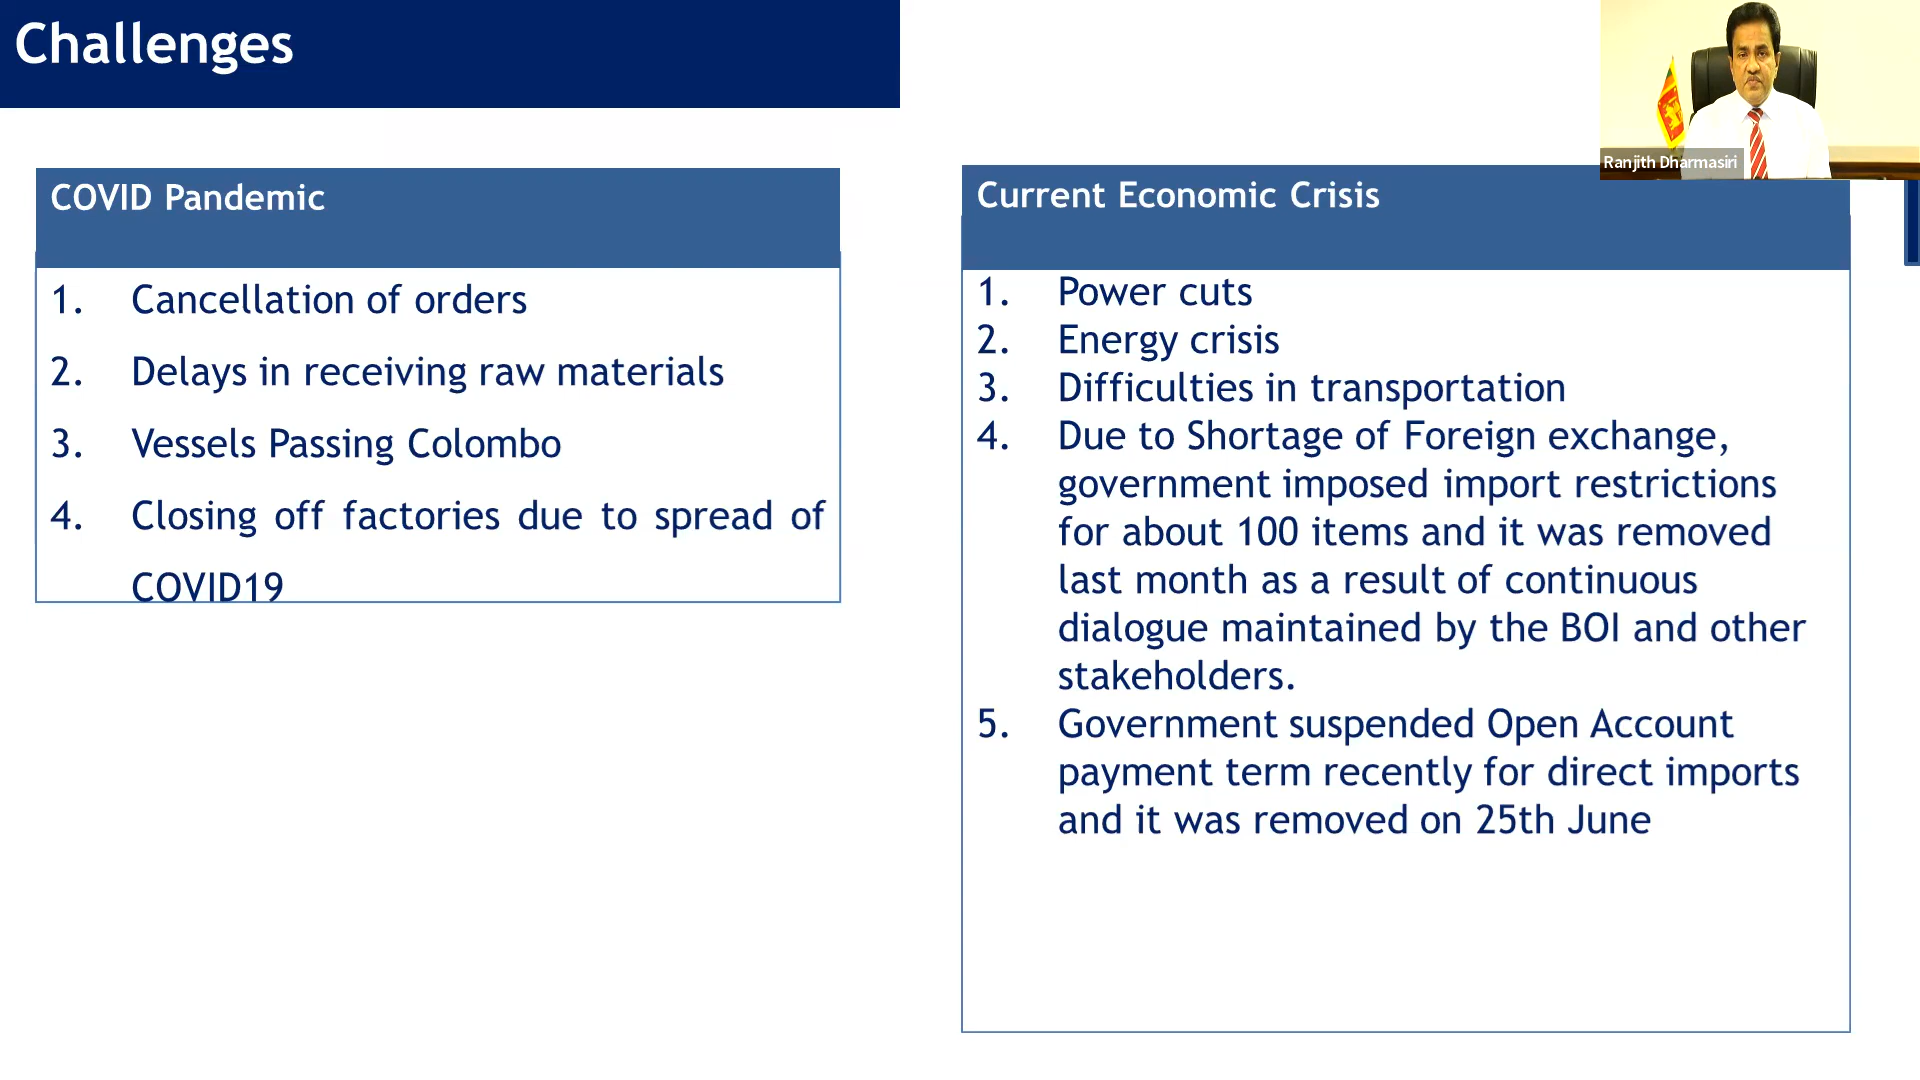 Challenges
Ranjith Dharmasiri
COVID Pandemic
1. Cancellation of orders
2. Delays in receiving raw materials
3. Vessels Passing Colombo
4. Closing off factories due to spread of
COVID19
Current Economic Crisis
1. Power cuts
2. Energy crisis
3. Difficulties in transportation
4. Due to Shortage of Foreign exchange,
government imposed import restrictions
for about 100 items and it was removed
last month as a result of continuous
dialogue maintained by the BOI and other
stakeholders.
5. Government suspended Open Account
payment term recently for direct imports
and it was removed on 25th June